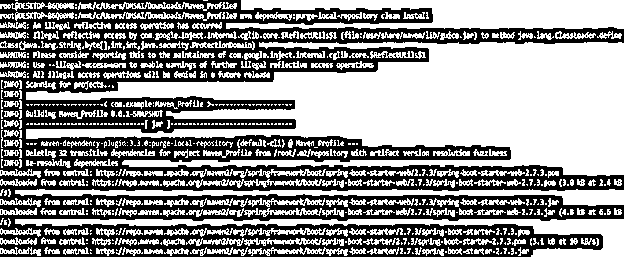 root@DESKTOP-B6Q00M8:/mnt/c/Users/DMSAI/Downloads/Maven_Profile#
root@DESKTOP-B6Q00M8:/mnt/c/Users/DMSAI/Downloads/Maven_Profile# mvn dependency:purge-local-repository clean install
WARNING: An illegal reflective access operation has occurred
WARNING: Illegal reflective access by com.google.inject.internal.cglib.core.$ReflectUtils$1 (file:/usr/share/maven/lib/guice.jar) to method java.lang.ClassLoader.define
Class(java.lang.String,byte[],int,int,java.security.ProtectionDomain)
WARNING: Please consider reporting this to the maintainers of com.google.inject.internal.cglib.core.$ReflectUtils$1
WARNING: Use --illegal-access=warn to enable warnings of further illegal reflective access operations
WARNING: All illegal access operations will be denied in a future release
[INFO] Scanning for projects...
[INFO]
[INFO] ---------------------< com.example:Maven_Profile >----------------------
[INFO] Building Maven_Profile 0.0.1-SNAPSHOT
[INFO] --------------------------------[ jar ]---------------------------------
[INFO]
[INFO] --- maven-dependency-plugin:3.3.0:purge-local-repository (default-cli) @ Maven_Profile ---
[INFO] Deleting 32 transitive dependencies for project Maven_Profile from /root/.m2/repository with artifact version resolution fuzziness
[INFO] Re-resolving dependencies
Downloading from central: https://repo.maven.apache.org/maven2/org/springframework/boot/spring-boot-starter-web/2.7.3/spring-boot-starter-web-2.7.3.pom
Downloaded from central: https://repo.maven.apache.org/maven2/org/springframework/boot/spring-boot-starter-web/2.7.3/spring-boot-starter-web-2.7.3.pom (3.0 kB at 2.4 kB
/s)
Downloading from central: https://repo.maven.apache.org/maven2/org/springframework/boot/spring-boot-starter-web/2.7.3/spring-boot-starter-web-2.7.3.jar
Downloaded from central: https://repo.maven.apache.org/maven2/org/springframework/boot/spring-boot-starter-web/2.7.3/spring-boot-starter-web-2.7.3.jar (4.8 kB at 6.6 kB
/s)
Downloading from central: https://repo.maven.apache.org/maven2/org/springframework/boot/spring-boot-starter/2.7.3/spring-boot-starter-2.7.3.pom
Downloaded from central: https://repo.maven.apache.org/maven2/org/springframework/boot/spring-boot-starter/2.7.3/spring-boot-starter-2.7.3.pom (3.1 kB at 10 kB/s)
Downloading from central: https://repo.maven.apache.org/maven2/org/springframework/boot/spring-boot-starter/2.7.3/spring-boot-starter-2.7.3.jar